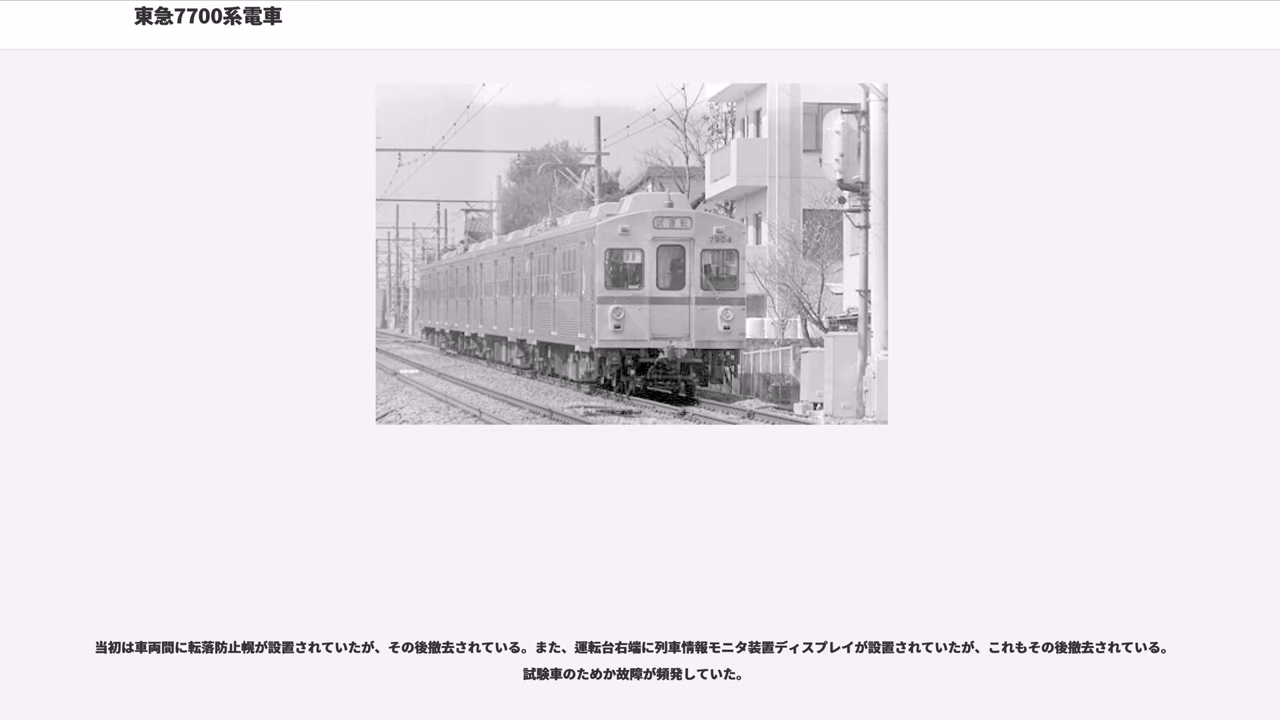 東急7700系電車
試運転
7904
当初は車両間に転落防止幌が設置されていたが、その後撤去されている。また、運転台右端に列車情報モニタ装置ディスプレイが設置されていたが、これもその後撤去されている。
試験車のためか故障が頻発していた。